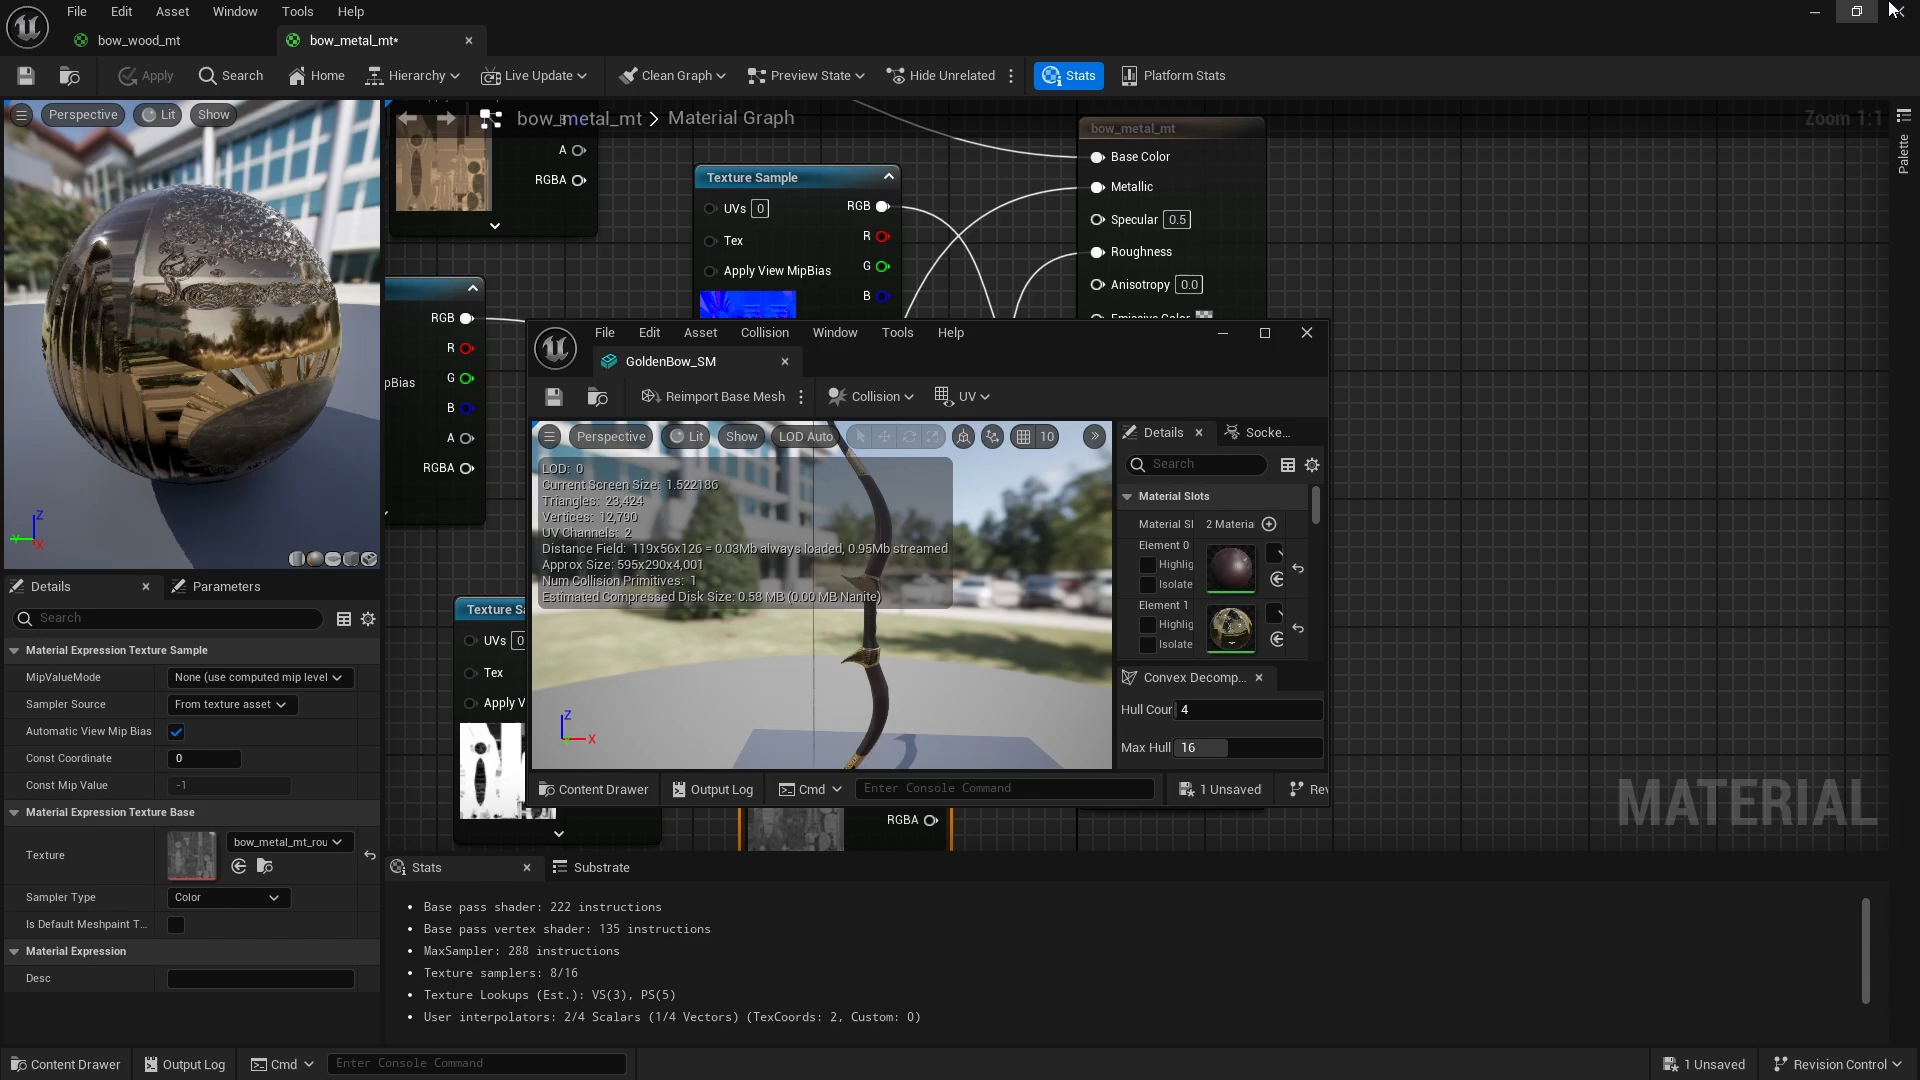 File Edit Asset Window Tools Help
bow_wood_mt
bow_metal_mt*
Apply Search Home Hierarchy Live Update Clean Graph Preview State Hide Unrelated Stats Platform Stats
Perspective Lit Show
bow_metal_mt > Material Graph
Zoom 1:1
Palette
B
A
RGBA
Texture Sample
UVs 0 RGB
Tex R
Apply View MipBias G
B
bow_metal_mt
Base Color
Metallic
Specular 0.5
Roughness
Anisotropy 0.0
Emissive Color
RGB
R
pBias G
B
A
RGBA
Texture Sa
UVs 0
Tex
Apply V
RGBA
MATERIAL
File Edit Asset Collision Window Tools Help
GoldenBow_SM
Reimport Base Mesh Collision UV
Perspective Lit Show LOD Auto 10
LOD: 0
Current Screen Size: 1.522186
Triangles: 23,424
Vertices: 12,790
UV Channels: 2
Distance Field: 119x56x126 = 0.03Mb always loaded, 0.95Mb streamed
Approx Size: 595x290x4,001
Num Collision Primitives: 1
Estimated Compressed Disk Size: 0.58 MB (0.00 MB Nanite)
Z
X
Details Socke...
Search
Material Slots
Material Sl 2 Materia
Element 0
Highlig
Isolate
Element 1
Highlig
Isolate
Convex Decomp...
Hull Cour 4
Max Hull 16
Content Drawer Output Log Cmd Enter Console Command 1 Unsaved Rev
Z
Y X
Details Parameters
Search
Material Expression Texture Sample
MipValueMode None (use computed mip level
Sampler Source From texture asset
Automatic View Mip Bias
Const Coordinate 0
Const Mip Value -1
Material Expression Texture Base
Texture bow_metal_mt_rou
Sampler Type Color
Is Default Meshpaint T...
Material Expression
Desc
Stats Substrate
• Base pass shader: 222 instructions
• Base pass vertex shader: 135 instructions
• MaxSampler: 288 instructions
• Texture samplers: 8/16
• Texture Lookups (Est.): VS(3), PS(5)
• User interpolators: 2/4 Scalars (1/4 Vectors) (TexCoords: 2, Custom: 0)
Content Drawer Output Log Cmd Enter Console Command 1 Unsaved Revision Control